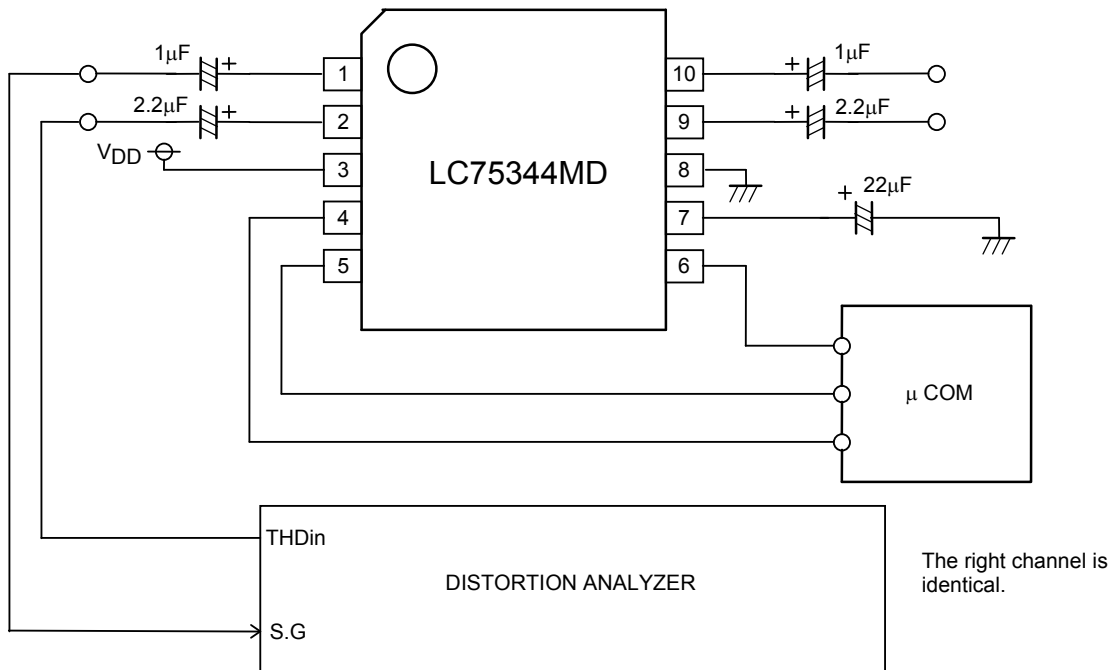 1μF
+
1
10
+
1μF
2.2μF
+
2
9
+
2.2μF
VDD
3
LC75344MD
8
4
7
+
22μF
5
6
μ COM
THDin
DISTORTION ANALYZER
The right channel is
identical.
S.G